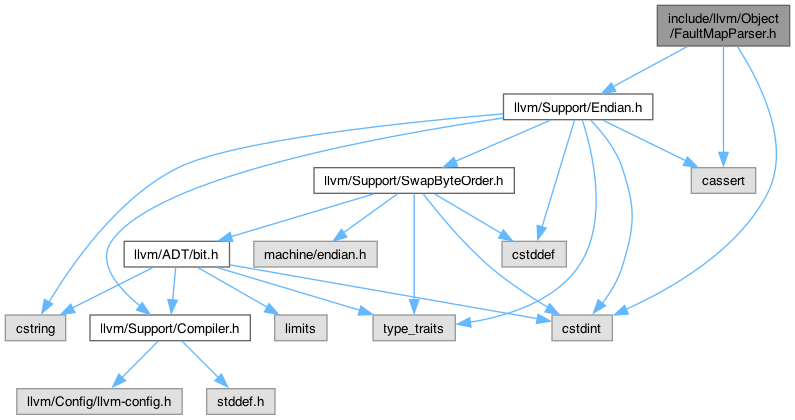 include/llvm/Object
/FaultMapParser.h
llvm/Support/Endian.h
llvm/Support/SwapByteOrder.h
cassert
llvm/ADT/bit.h
machine/endian.h
cstddef
cstring
llvm/Support/Compiler.h
limits
type_traits
cstdint
llvm/Config/llvm-config.h
stddef.h